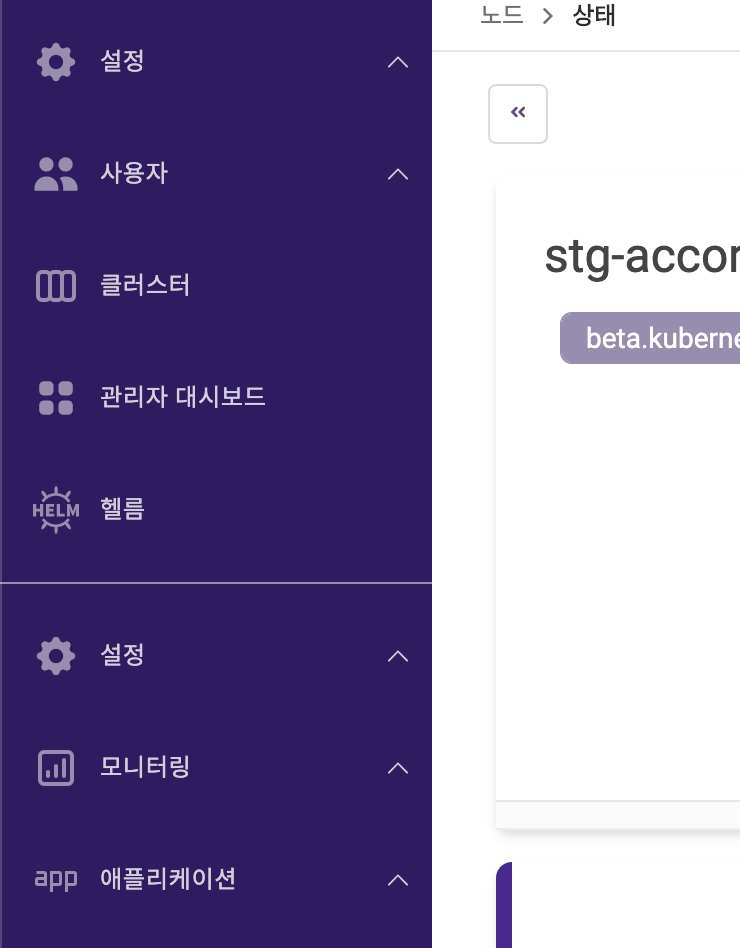 노드 > 상태
설정
사용자
클러스터
관리자 대시보드
HELM 헬름
설정
모니터링
app 애플리케이션
«
stg-accor
beta.kuberne